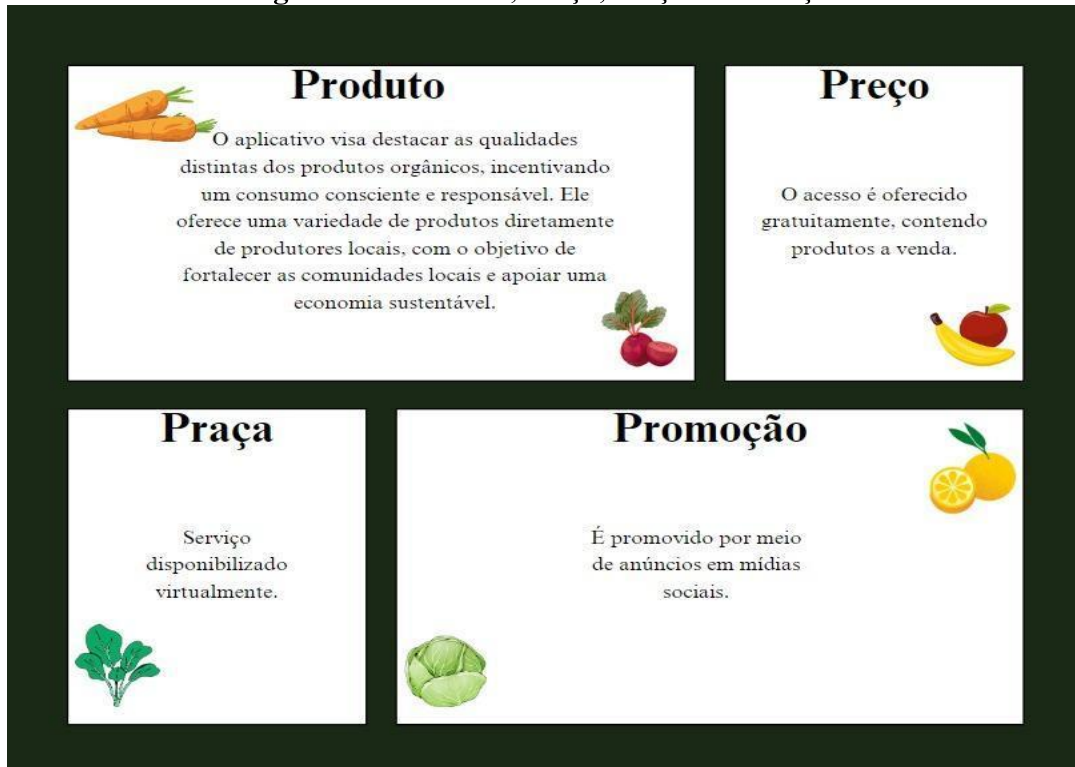 Produto
O aplicativo visa destacar as qualidades
distintas dos produtos orgânicos, incentivando
um consumo consciente e responsável. Ele
oferece uma variedade de produtos diretamente
de produtores locais, com o objetivo de
fortalecer as comunidades locais e apoiar uma
economia sustentável.
Preço
O acesso é oferecido
gratuitamente, contendo
produtos a venda.
Praça
Serviço
disponibilizado
virtualmente.
Promoção
É promovido por meio
de anúncios em mídias
sociais.